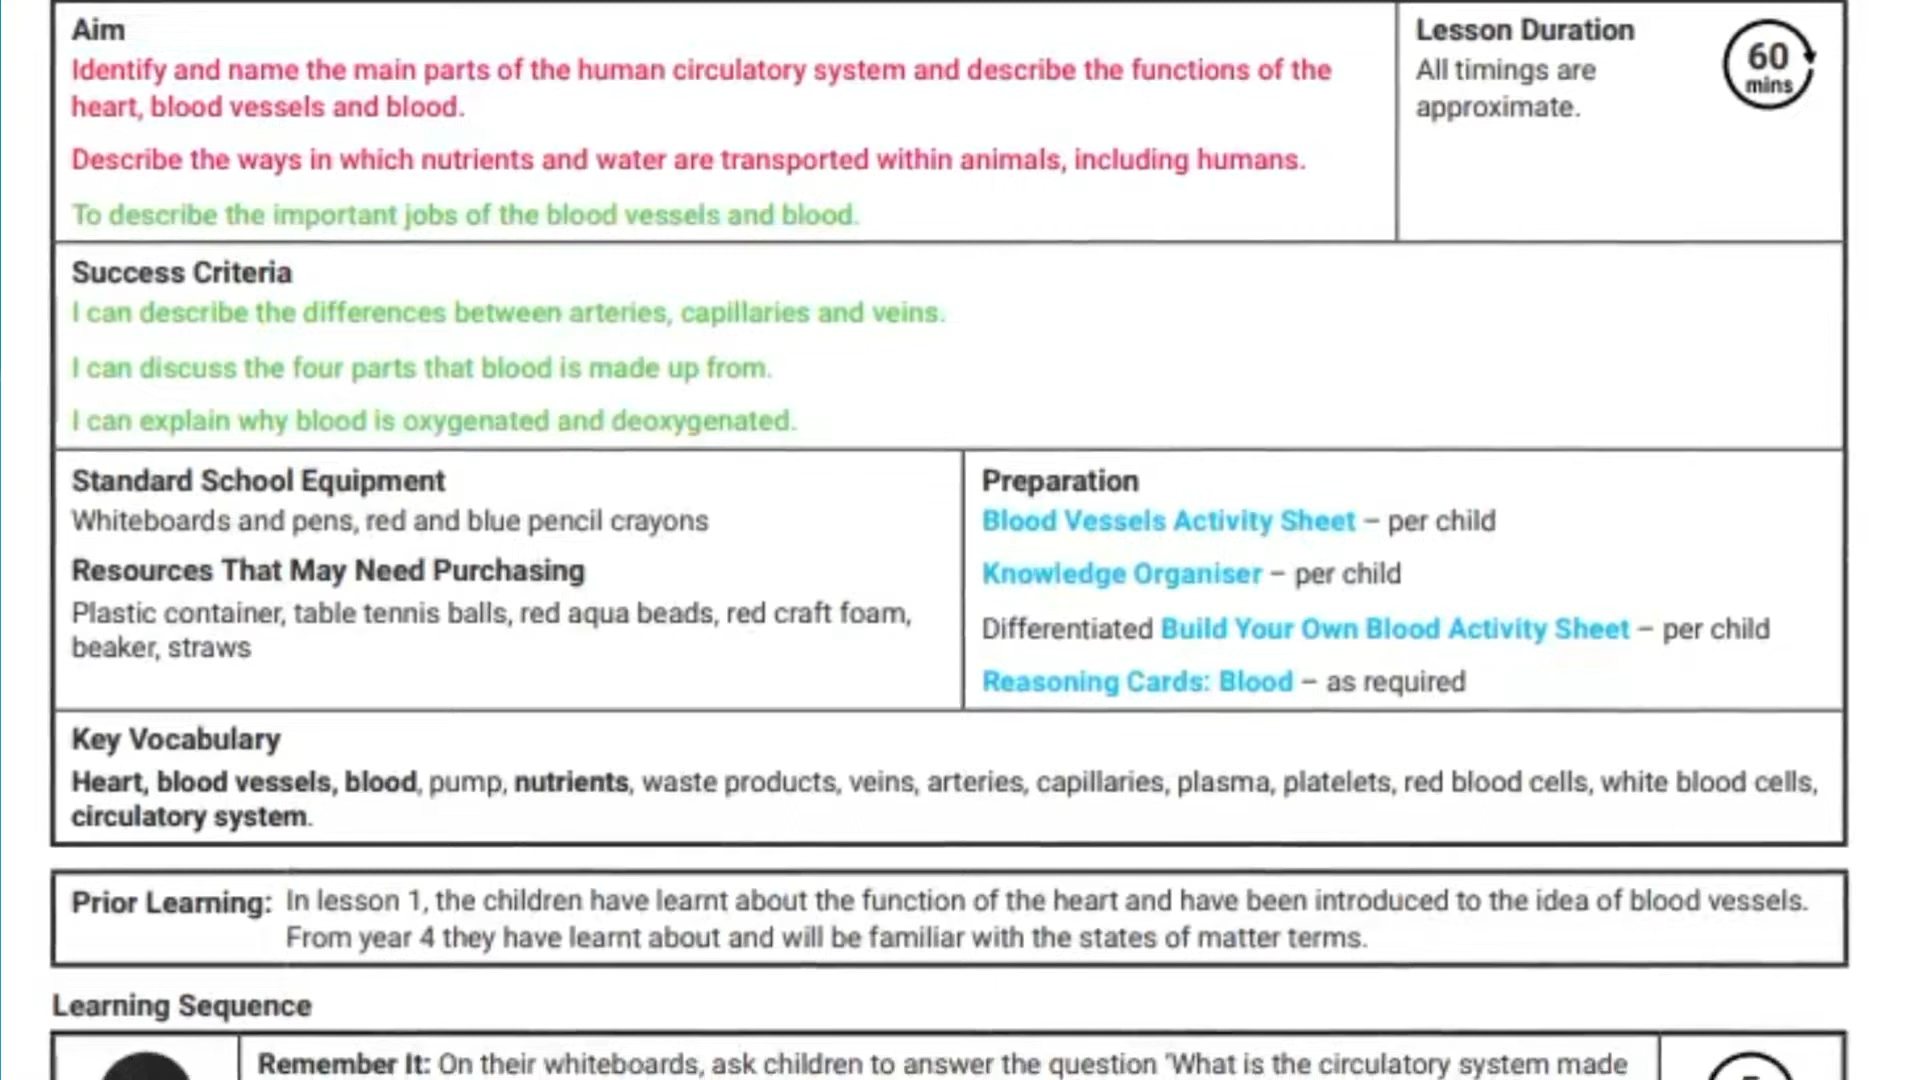 Aim
Identify and name the main parts of the human circulatory system and describe the functions of the
heart, blood vessels and blood.
Describe the ways in which nutrients and water are transported within animals, including humans.
To describe the important jobs of the blood vessels and blood.
Lesson Duration
All timings are
approximate.
60
mins
Success Criteria
I can describe the differences between arteries, capillaries and veins.
I can discuss the four parts that blood is made up from.
I can explain why blood is oxygenated and deoxygenated.
Standard School Equipment
Whiteboards and pens, red and blue pencil crayons
Resources That May Need Purchasing
Plastic container, table tennis balls, red aqua beads, red craft foam,
beaker, straws
Preparation
Blood Vessels Activity Sheet – per child
Knowledge Organiser – per child
Differentiated Build Your Own Blood Activity Sheet – per child
Reasoning Cards: Blood – as required
Key Vocabulary
Heart, blood vessels, blood, pump, nutrients, waste products, veins, arteries, capillaries, plasma, platelets, red blood cells, white blood cells,
circulatory system.
Prior Learning: In lesson 1, the children have learnt about the function of the heart and have been introduced to the idea of blood vessels.
From year 4 they have learnt about and will be familiar with the states of matter terms.
Learning Sequence
Remember It: On their whiteboards, ask children to answer the question 'What is the circulatory system made